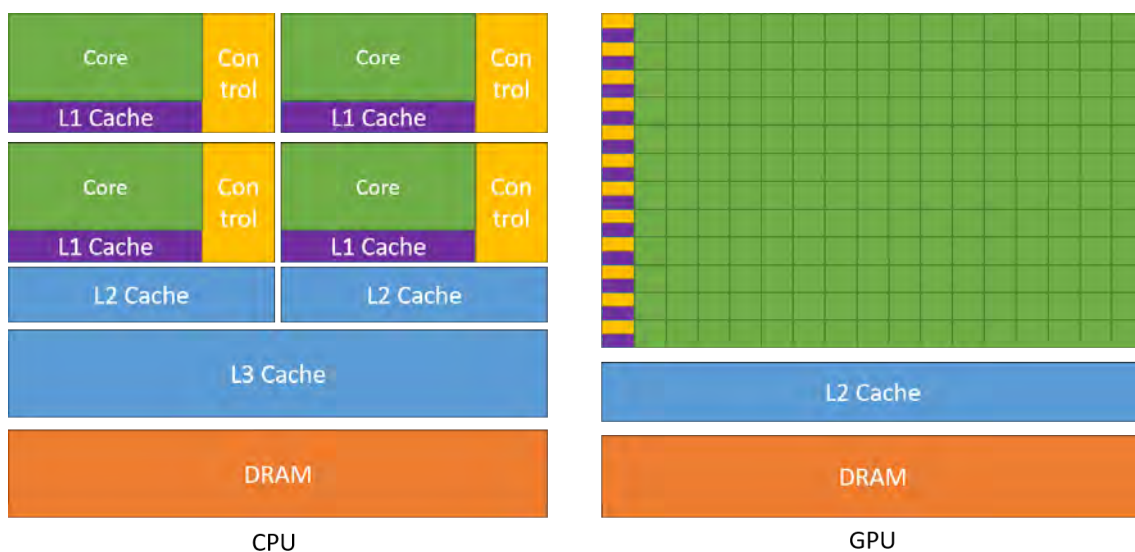 Core
Con
trol
Core
Con
trol
L1 Cache
L1 Cache
Core
Con
trol
Core
Con
trol
L1 Cache
L1 Cache
L2 Cache
L2 Cache
L3 Cache
DRAM
CPU
L2 Cache
DRAM
GPU